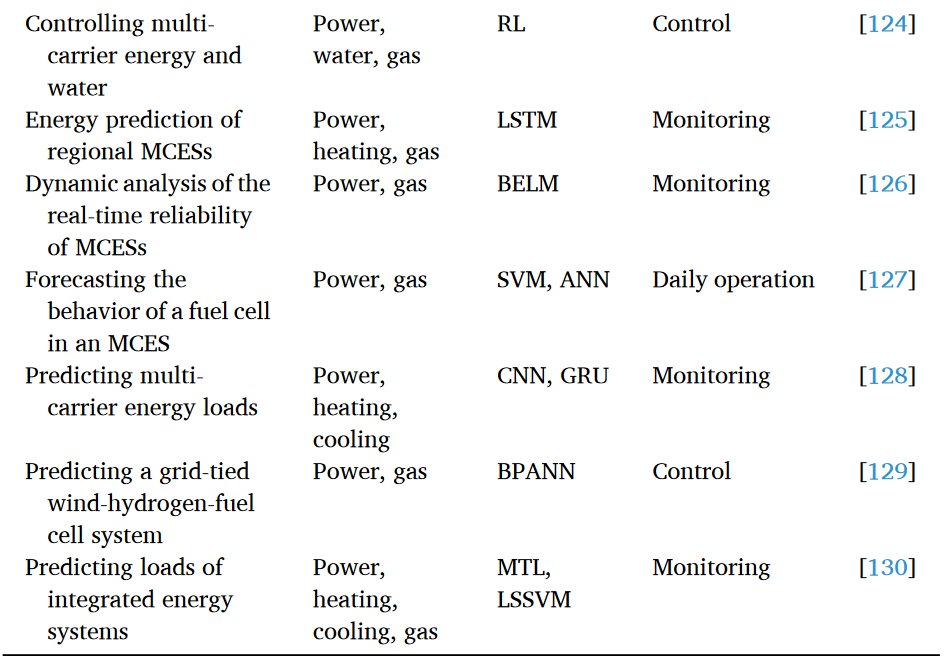 Controlling multi- Power, RL Control [124]
carrier energy and water, gas
water
Energy prediction of Power, LSTM Monitoring [125]
regional MCESs heating, gas
Dynamic analysis of the Power, gas BELM Monitoring [126]
real-time reliability
of MCESs
Forecasting the Power, gas SVM, ANN Daily operation [127]
behavior of a fuel cell
in an MCES
Predicting multi- Power, CNN, GRU Monitoring [128]
carrier energy loads heating,
cooling
Predicting a grid-tied Power, gas BPANN Control [129]
wind-hydrogen-fuel
cell system
Predicting loads of Power, MTL, Monitoring [130]
integrated energy heating, LSSVM
systems cooling, gas